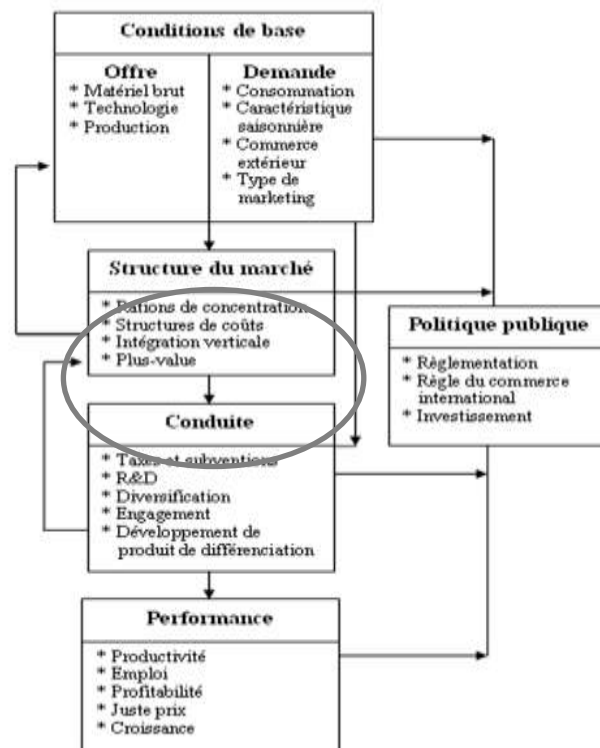 Conditions de base
Offre
* Matériel brut
* Technologie
* Production
Demande
* Consommation
* Caractéristique
saisonnière
* Commerce
extérieur
* Type de
marketing
Structure du marché
* Rations de concentration
* Structures de coûts
* Intégration verticale
* Plus-value
Politique publique
* Règlementation
* Règle du commerce
international
* Investissement
Conduite
* Taxes et subventions
* R&D
* Diversification
* Engagement
* Développement de
produit de différenciation
Performance
* Productivité
* Emploi
* Profitabilité
* Juste prix
* Croissance